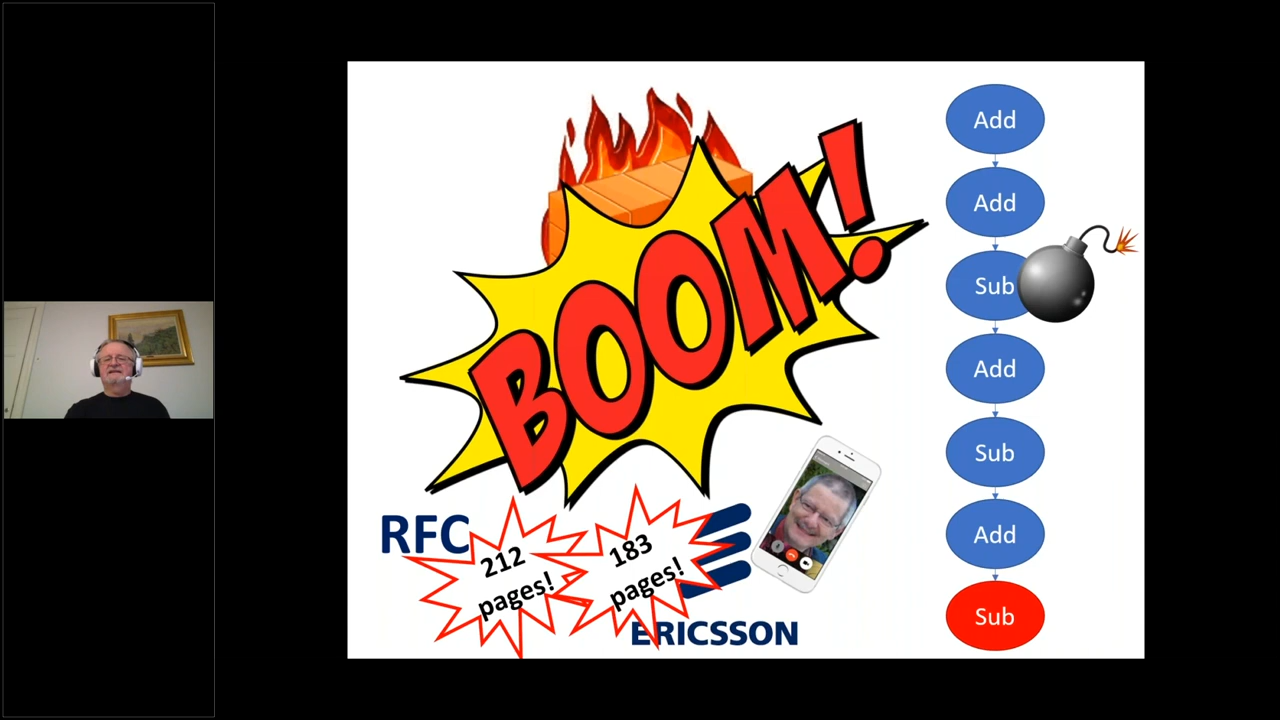 BOOM!
RFC
212
pages!
183
pages!
ERICSSON
Add
Add
Sub
Add
Sub
Add
Sub